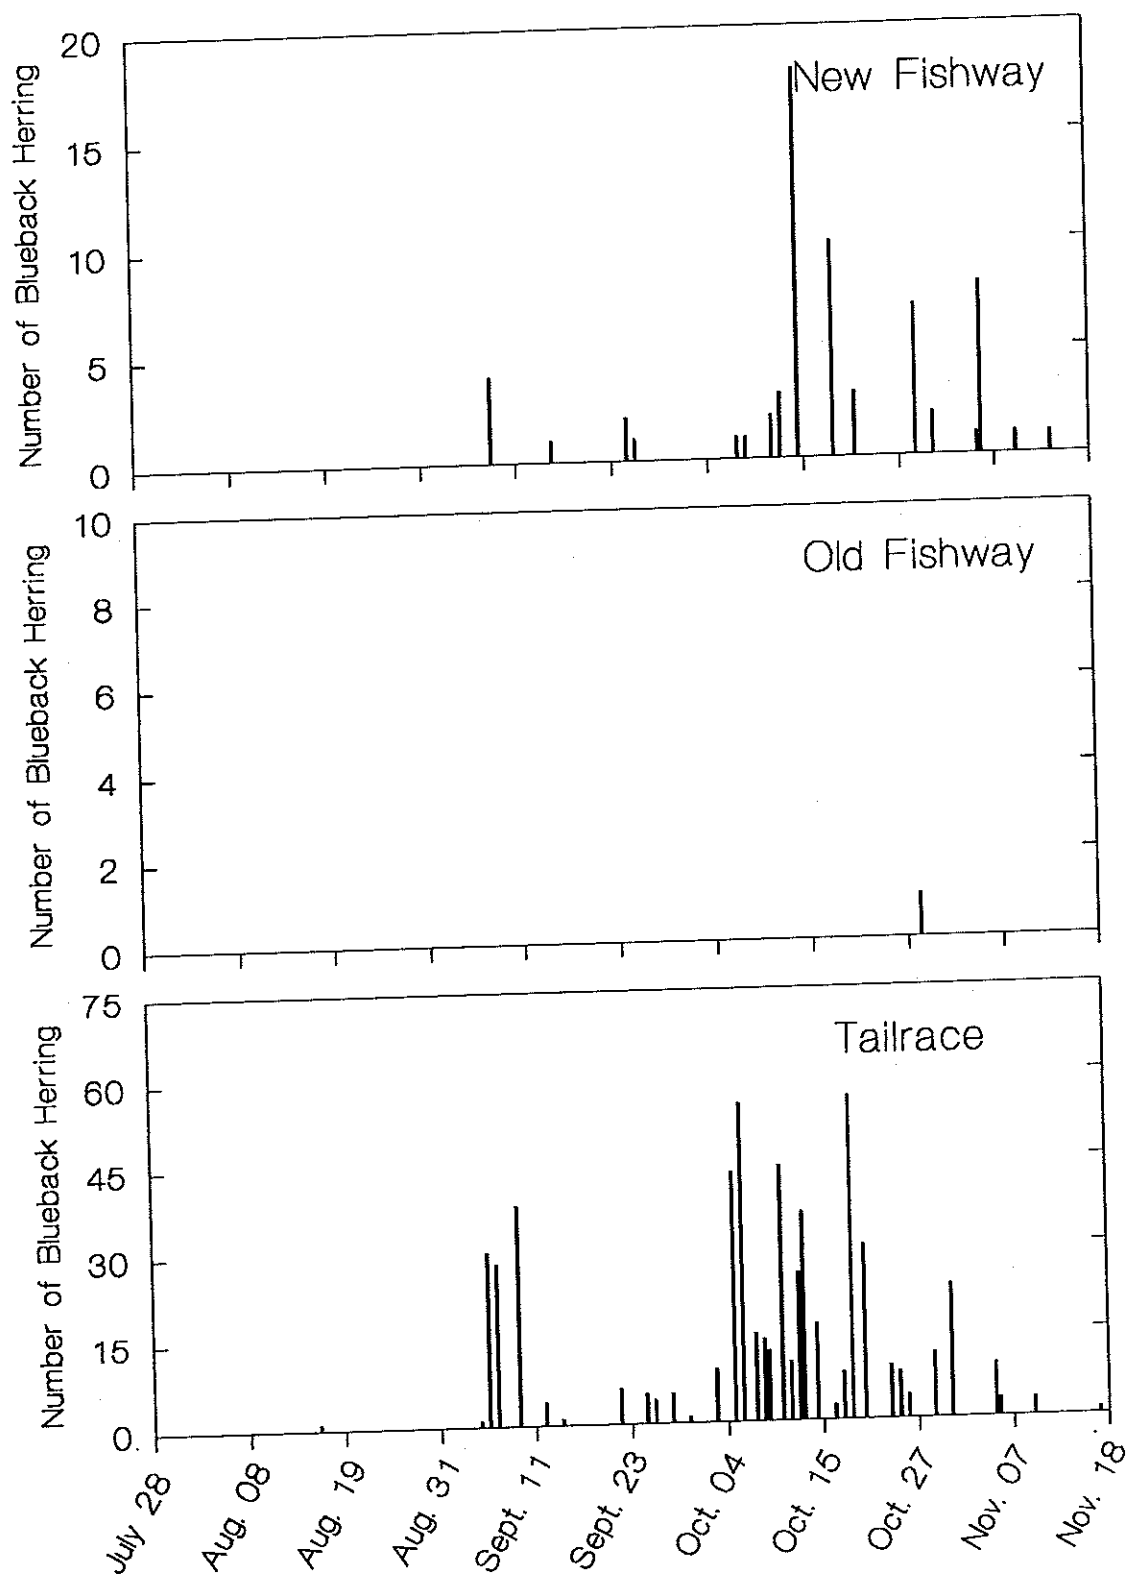 20
15
10
5
0
Number of Blueback Herring
New Fishway
10
8
6
4
2
0
Number of Blueback Herring
Old Fishway
75
60
45
30
15
0.
Number of Blueback Herring
Tailrace
July 28
Aug. 08
Aug. 19
Aug. 31
Sept. 11
Sept. 23
Oct. 04
Oct. 15
Oct. 27
Nov. 07
Nov. 18